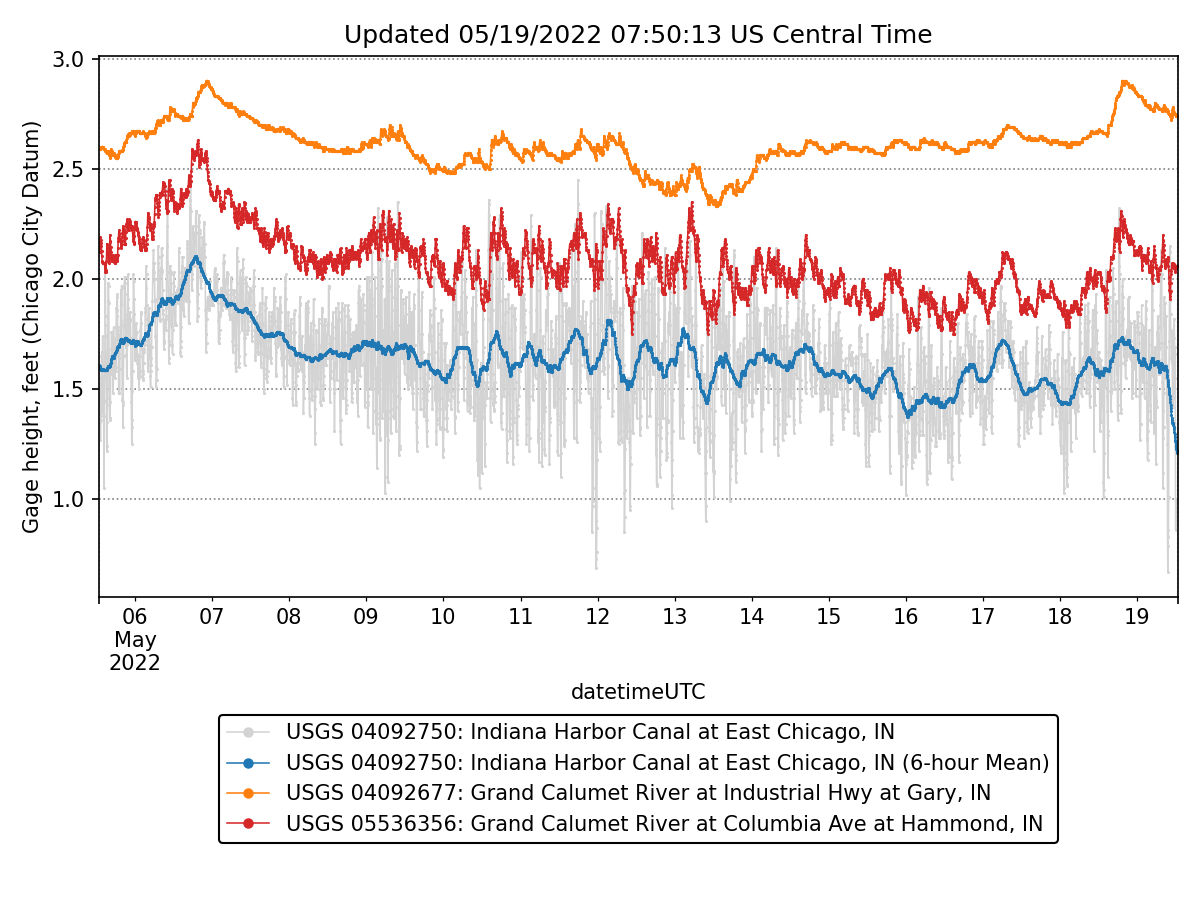 Updated 05/19/2022 07:50:13 US Central Time
Gage height, feet (Chicago City Datum)
3.0
2.5
2.0
1.5
1.0
06 07 08 09 10 11 12 13 14 15 16 17 18 19
May
2022
datetimeUTC
USGS 04092750: Indiana Harbor Canal at East Chicago, IN
USGS 04092750: Indiana Harbor Canal at East Chicago, IN (6-hour Mean)
USGS 04092677: Grand Calumet River at Industrial Hwy at Gary, IN
USGS 05536356: Grand Calumet River at Columbia Ave at Hammond, IN